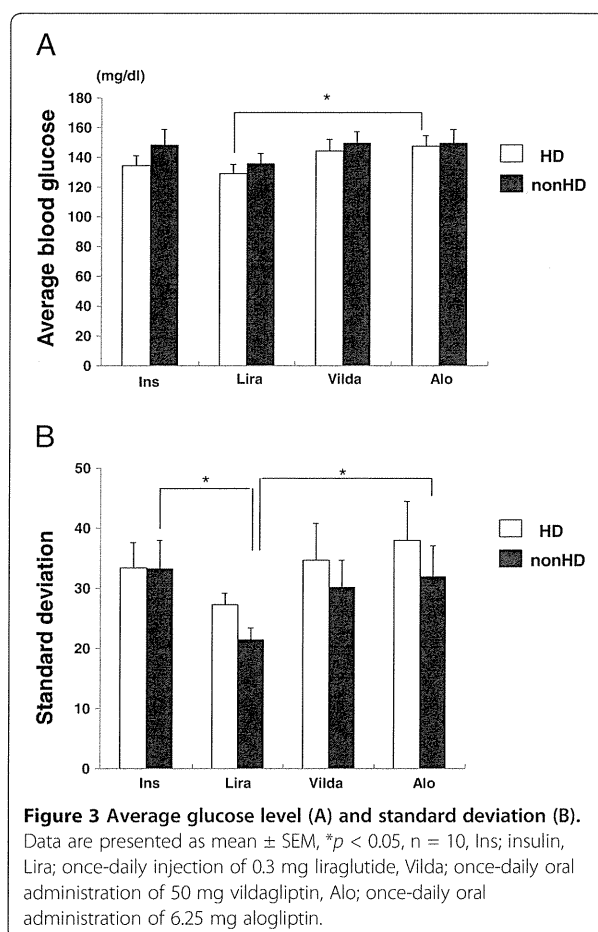 A
(mg/dl)
Average blood glucose
180
160
140
120
100
80
60
40
20
0
*
HD
nonHD
Ins Lira Vilda Alo
B
Standard deviation
50
40
30
20
10
0
* *
HD
nonHD
Ins Lira Vilda Alo
Figure 3 Average glucose level (A) and standard deviation (B).
Data are presented as mean ± SEM, *p < 0.05, n = 10, Ins; insulin,
Lira; once-daily injection of 0.3 mg liraglutide, Vilda; once-daily oral
administration of 50 mg vildagliptin, Alo; once-daily oral
administration of 6.25 mg alogliptin.